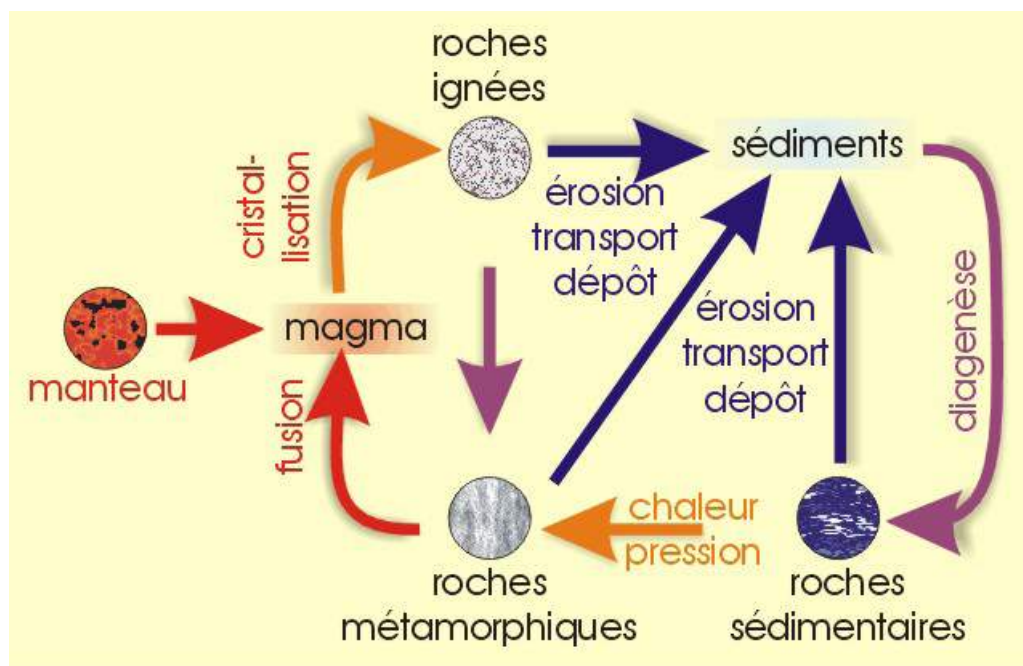 roches
ignées
sédiments
cristal-
lisation
érosion
transport
dépôt
magma
manteau
érosion
transport
dépôt
diagenèse
fusion
chaleur
pression
roches
métamorphiques
roches
sédimentaires